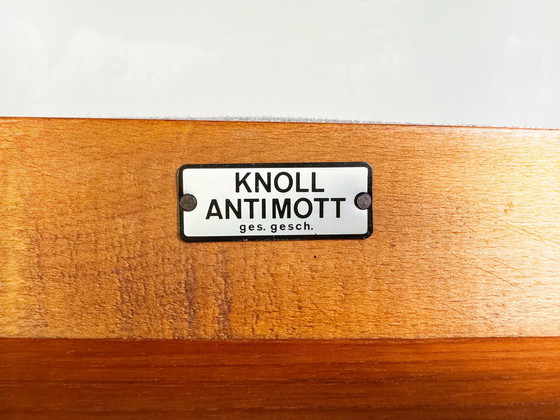 KNOLL
ANTIMOTT
ges. gesch.